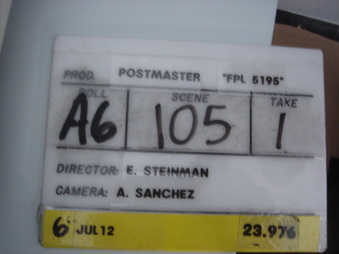 PROD. POSTMASTER "FPL 5195"
ROLL SCENE TAKE
A6 105 1
DIRECTOR: E. STEINMAN
CAMERA: A. SANCHEZ
6 JUL12 23.976